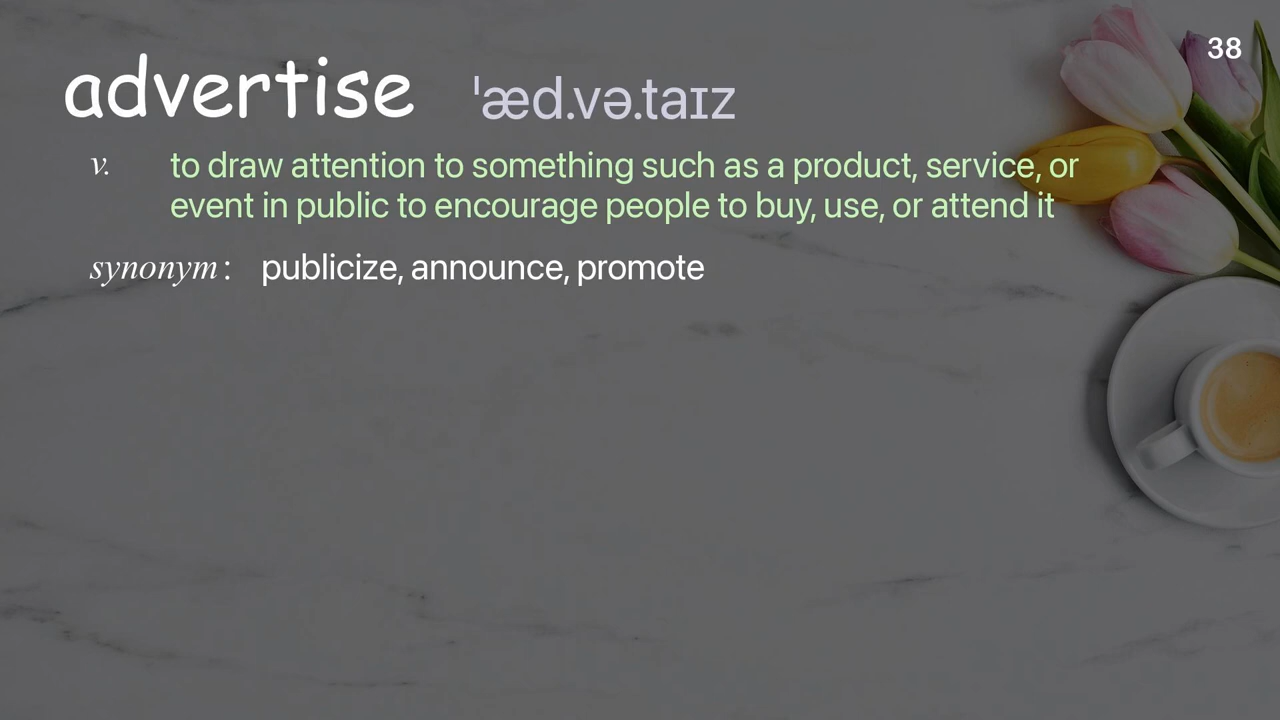 38
advertise ˈæd.və.taɪz
v. to draw attention to something such as a product, service, or
event in public to encourage people to buy, use, or attend it
synonym: publicize, announce, promote